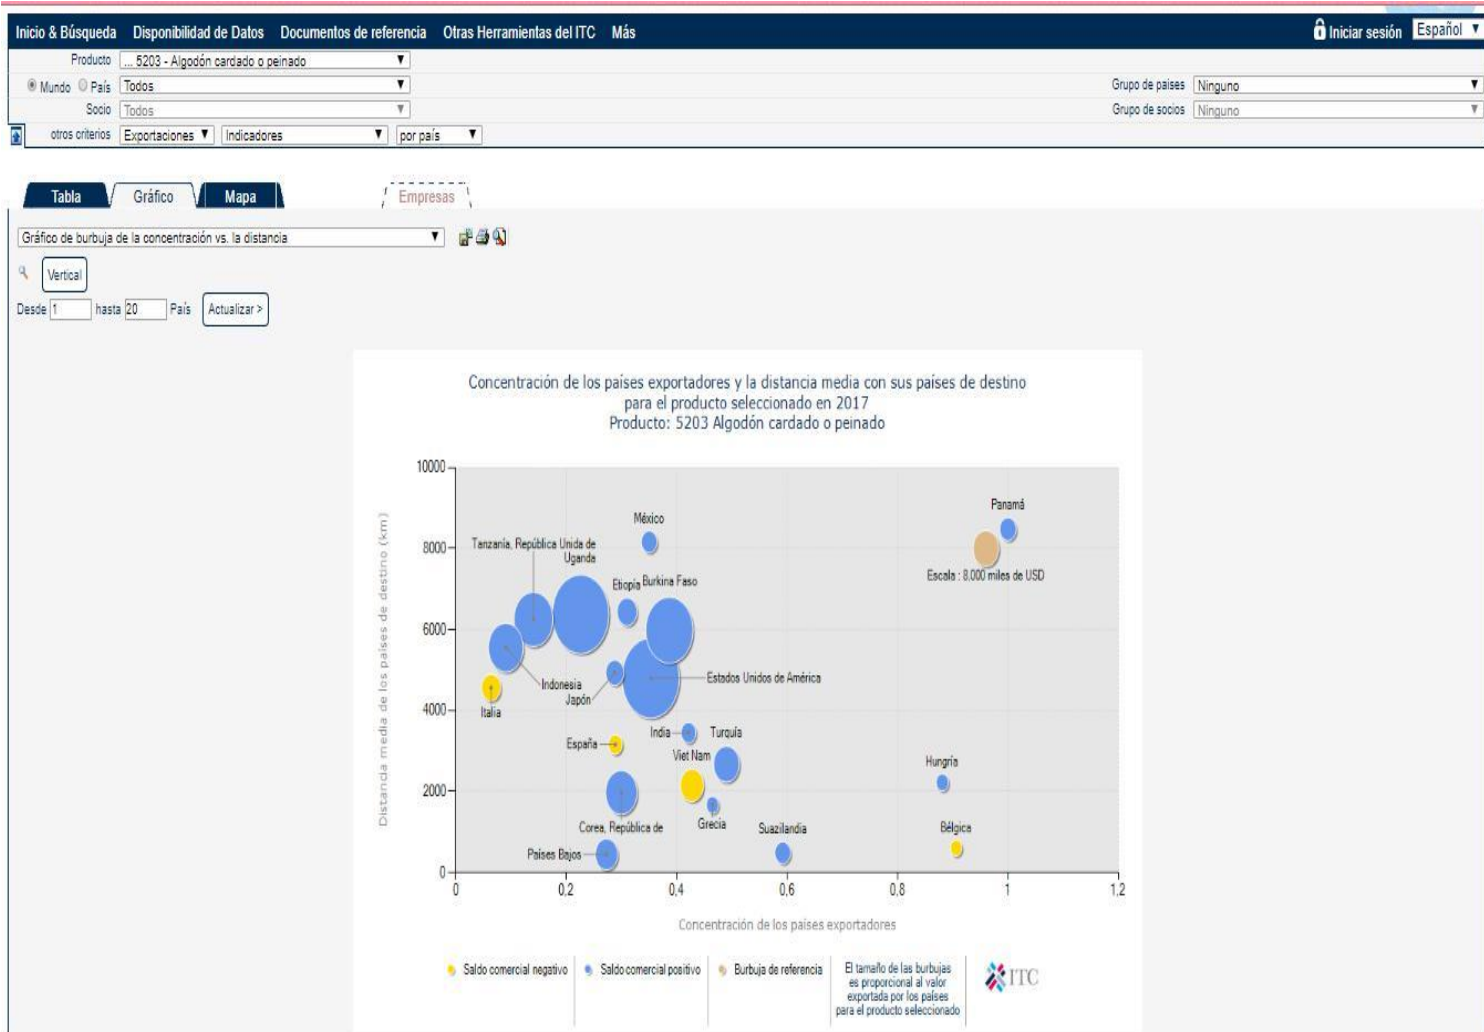 Inicio & Búsqueda Disponibilidad de Datos Documentos de referencia Otras Herramientas del ITC Más Iniciar sesión Español
Producto ... 5203 - Algodón cardado o peinado
Mundo País Todos Grupo de paises Ninguno
Socio Todos Grupo de socios Ninguno
otros criterios Exportaciones Indicadores por país
Tabla Gráfico Mapa Empresas
Gráfico de burbuja de la concentración vs. la distancia
Vertical
Desde 1 hasta 20 País Actualizar >
Concentración de los países exportadores y la distancia media con sus países de destino
para el producto seleccionado en 2017
Producto: 5203 Algodón cardado o peinado
Distancia media de los países de destino (km)
10000
8000
6000
4000
2000
0
Panamá
México
Tanzanía, República Unida de
Uganda
Escala : 8.000 miles de USD
Etiopía
Burkina Faso
Estados Unidos de América
Indonesia
Japón
Italia
India
Turquía
España
Viet Nam
Hungría
Corea, República de
Grecia
Suazilandia
Bélgica
Países Bajos
0 0,2 0,4 0,6 0,8 1 1,2
Concentración de los países exportadores
Saldo comercial negativo
Saldo comercial positivo
Burbuja de referencia
El tamaño de las burbujas
es proporcional al valor
exportada por los países
para el producto seleccionado
ITC